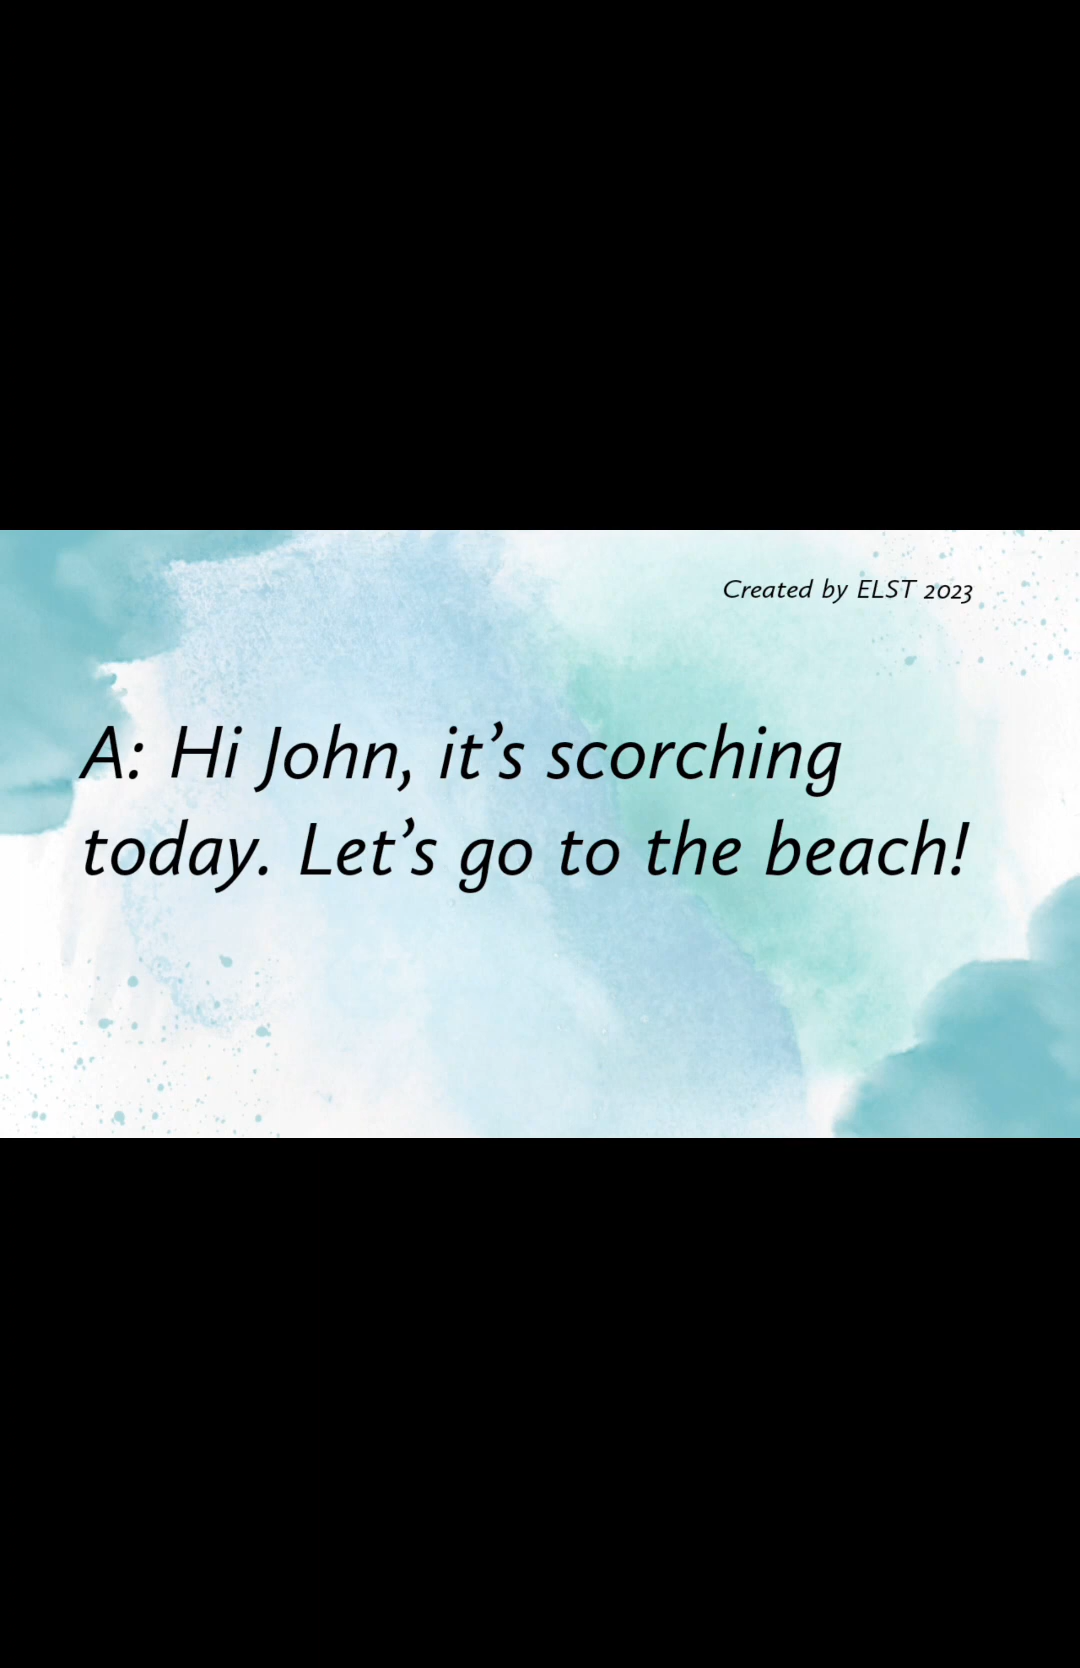 Created by ELST 2023
A: Hi John, it’s scorching
today. Let’s go to the beach!